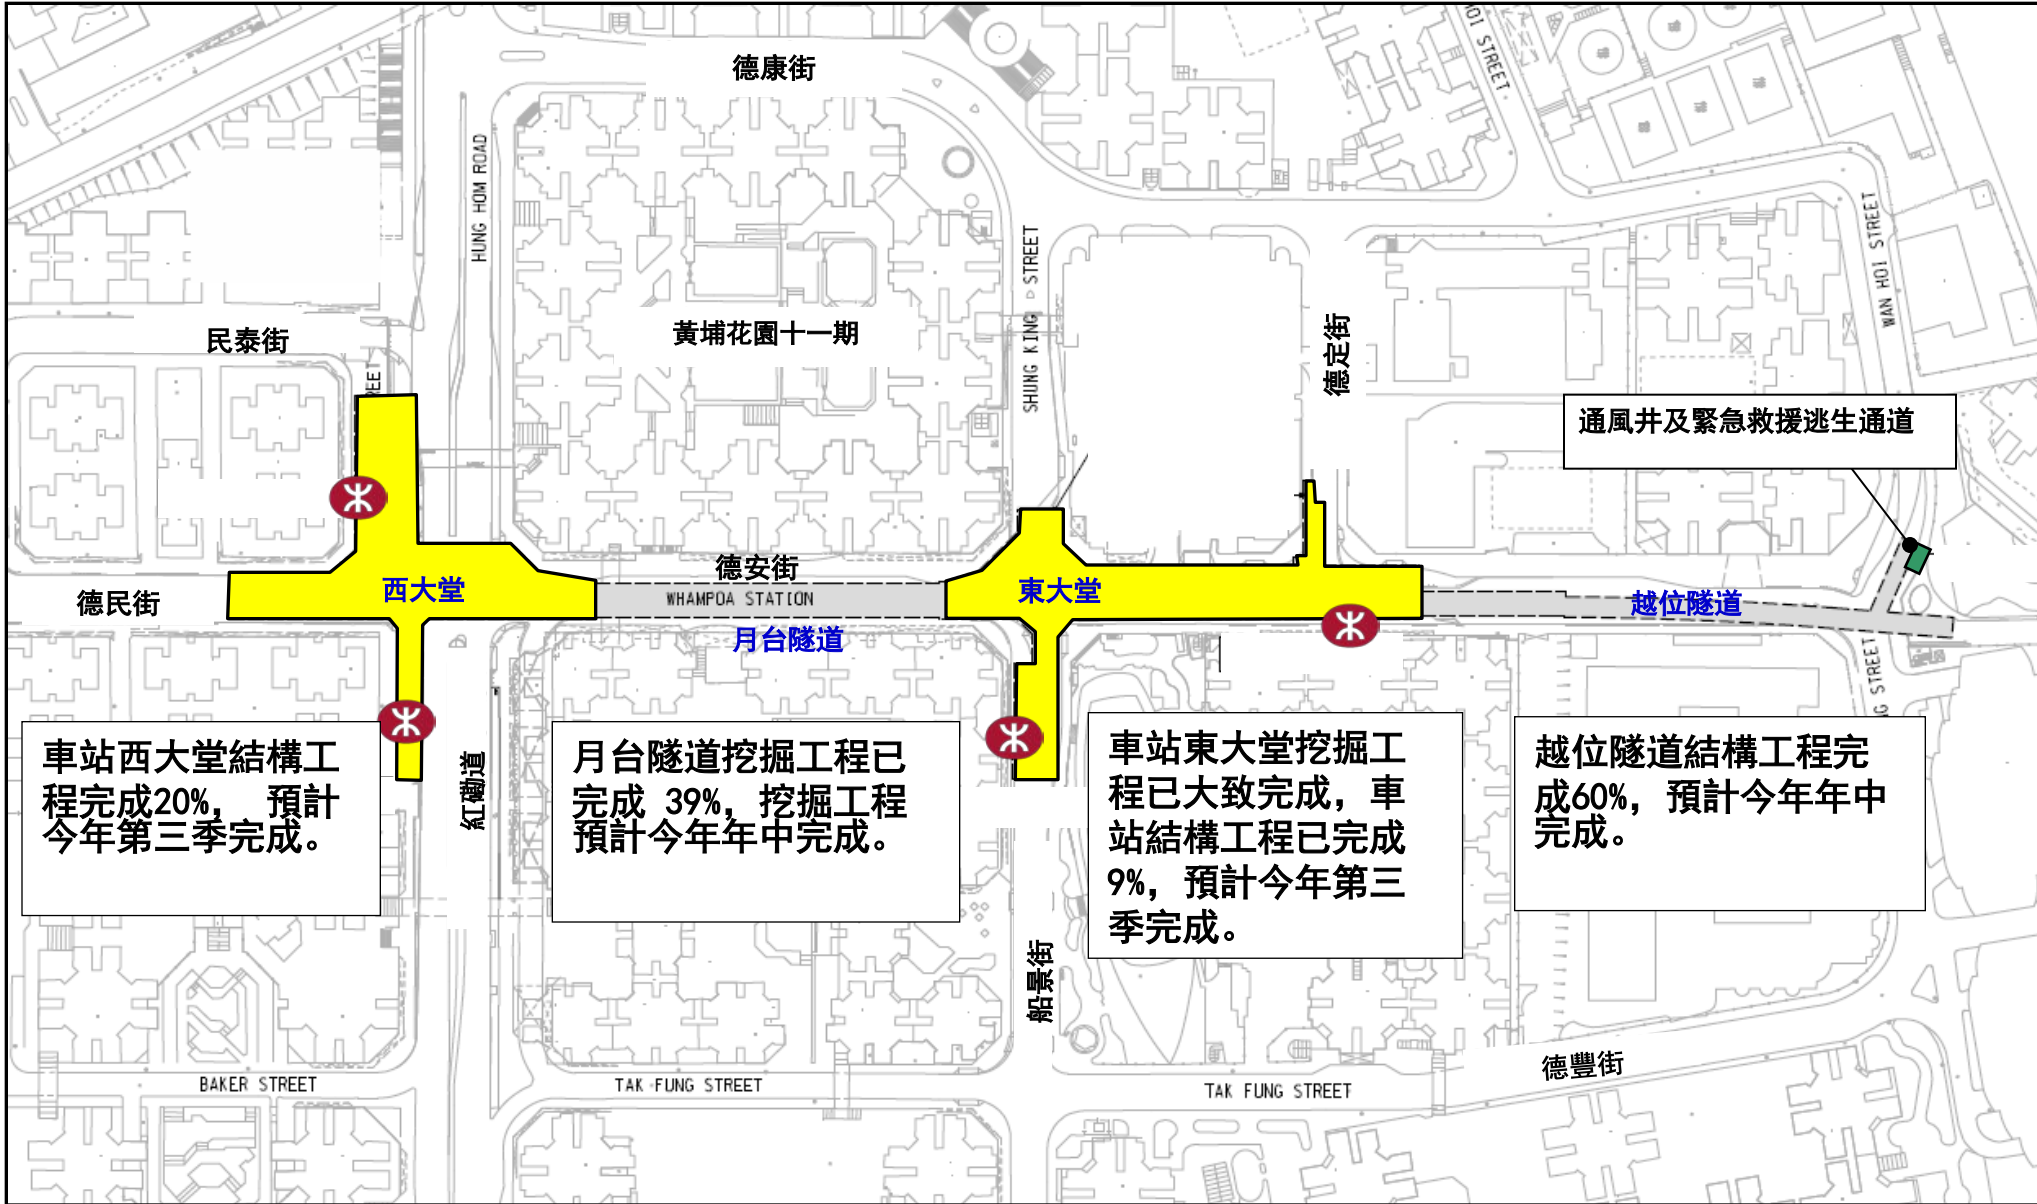 德康街
HOI STREET
HUNG HOM ROAD
WAN HOI STREET
SHUNG KING STREET
民泰街
黃埔花園十一期
德定街
REET
通風井及緊急救援逃生通道
德安街
德民街
西大堂
WHAMPOA STATION
東大堂
越位隧道
月台隧道
G STREET
車站西大堂結構工
程完成20%, 預計
今年第三季完成。
紅磡道
月台隧道挖掘工程已
完成 39%, 挖掘工程
預計今年年中完成。
車站東大堂挖掘工
程已大致完成, 車
站結構工程已完成
9%, 預計今年第三
季完成。
越位隧道結構工程完
成60%, 預計今年年中
完成。
船景街
德豐街
BAKER STREET
TAK FUNG STREET
TAK FUNG STREET